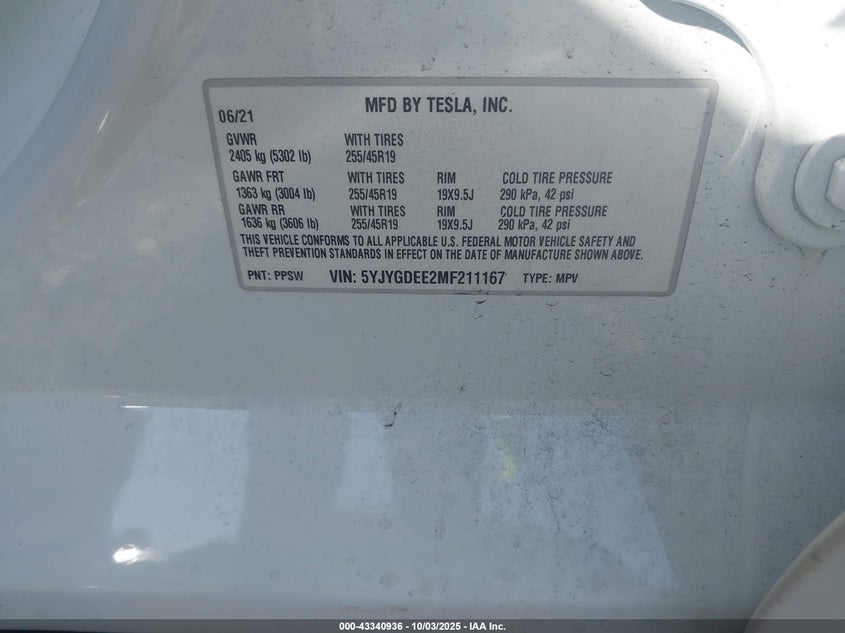 MFD BY TESLA, INC.
06/21
GVWR WITH TIRES
2405 kg (5302 lb) 255/45R19
GAWR FRT WITH TIRES RIM COLD TIRE PRESSURE
1363 kg (3004 lb) 255/45R19 19X9.5J 290 kPa, 42 psi
GAWR RR WITH TIRES RIM COLD TIRE PRESSURE
1636 kg (3606 lb) 255/45R19 19X9.5J 290 kPa, 42 psi
THIS VEHICLE CONFORMS TO ALL APPLICABLE U.S. FEDERAL MOTOR VEHICLE SAFETY AND
THEFT PREVENTION STANDARDS IN EFFECT ON THE DATE OF MANUFACTURE SHOWN ABOVE.
PNT: PPSW VIN: 5YJYGDEE2MF211167 TYPE: MPV
000-43340936 - 10/03/2025 - IAA Inc.